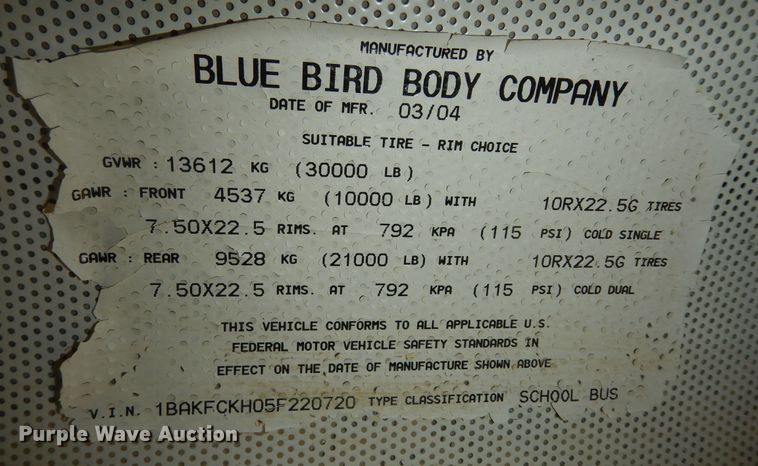 MANUFACTURED BY
BLUE BIRD BODY COMPANY
DATE OF MFR. 03/04
SUITABLE TIRE - RIM CHOICE
GVWR : 13612 KG (30000 LB)
GAWR : FRONT 4537 KG (10000 LB) WITH 10RX22.5G TIRES
7.50X22.5 RIMS. AT 792 KPA (115 PSI) COLD SINGLE
GAWR : REAR 9528 KG (21000 LB) WITH 10RX22.5G TIRES
7.50X22.5 RIMS. AT 792 KPA (115 PSI) COLD DUAL
THIS VEHICLE CONFORMS TO ALL APPLICABLE U.S.
FEDERAL MOTOR VEHICLE SAFETY STANDARDS IN
EFFECT ON THE DATE OF MANUFACTURE SHOWN ABOVE
V.I.N. 1BAKFCKH05F220720 TYPE CLASSIFICATION SCHOOL BUS
Purple Wave Auction